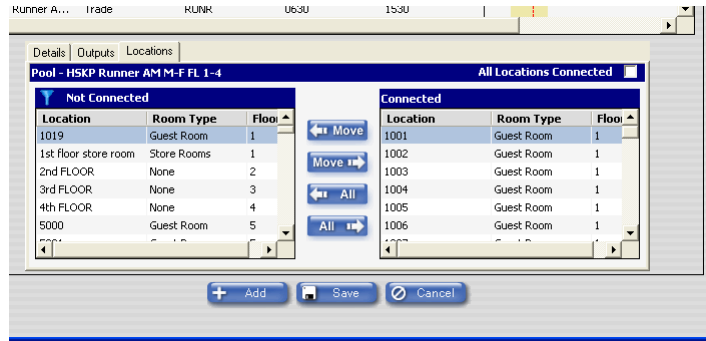 Runner A... Trade RUNR 0630 1530
Details Outputs Locations
Pool - HSKP Runner AM M-F FL 1-4 All Locations Connected
Not Connected
Location Room Type Floor
1019 Guest Room 1
1st floor store room Store Rooms 1
2nd FLOOR None 2
3rd FLOOR None 3
4th FLOOR None 4
5000 Guest Room 5
Move
Move
All
All
Connected
Location Room Type Floor
1001 Guest Room 1
1002 Guest Room 1
1003 Guest Room 1
1004 Guest Room 1
1005 Guest Room 1
1006 Guest Room 1
Add Save Cancel